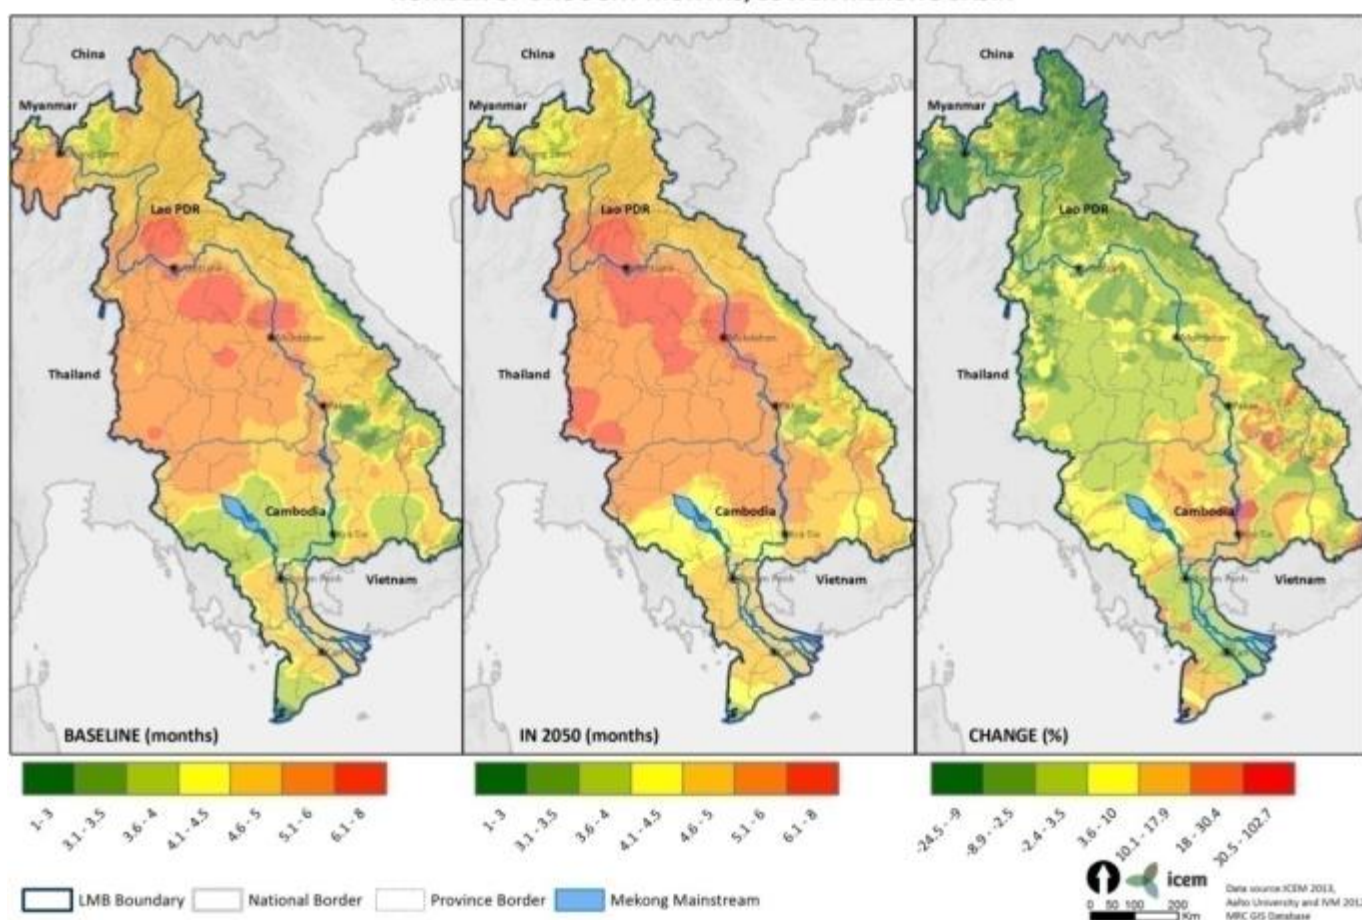 China
Myanmar
Lao PDR
Thailand
Cambodia
Vietnam
BASELINE (months)
China
Myanmar
Lao PDR
Mukdahan
Thailand
Cambodia
Vietnam
IN 2050 (months)
China
Myanmar
Lao PDR
Thailand
Cambodia
Vietnam
CHANGE (%)
1 - 3
3.1 - 3.5
3.6 - 4
4.1 - 4.5
4.6 - 5
5.1 - 6
6.1 - 8
1 - 3
3.1 - 3.5
3.6 - 4
4.1 - 4.5
4.6 - 5
5.1 - 6
6.1 - 8
-24.5 - -9
-8.9 - -2.5
-2.4 - 3.5
3.6 - 10
10.1 - 17.9
18 - 30.4
30.5 - 102.7
LMB Boundary
National Border
Province Border
Mekong Mainstream
icem
0 50 100 200
Km
Data source: ICEM 2013,
Aalto University and IVM
MRC GIS Database